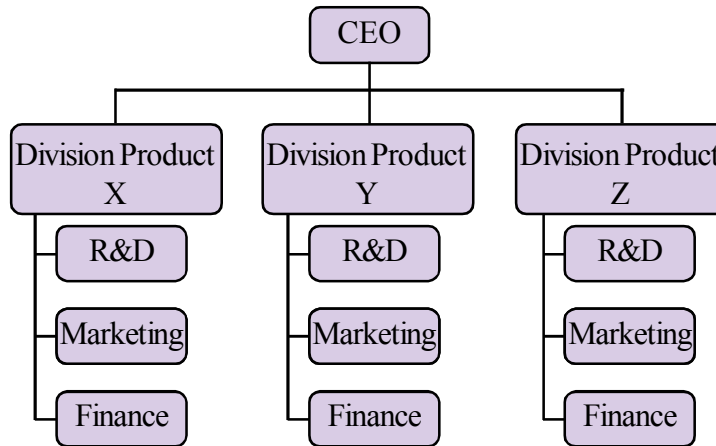 CEO
Division Product
X
Division Product
Y
Division Product
Z
R&D
R&D
R&D
Marketing
Marketing
Marketing
Finance
Finance
Finance